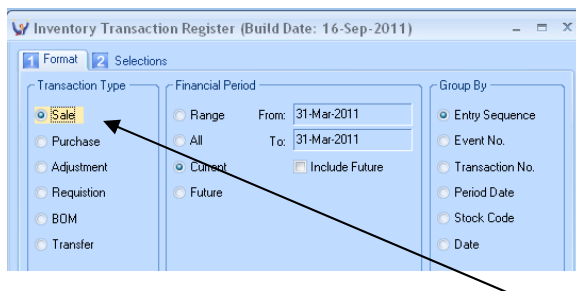 Inventory Transaction Register (Build Date: 16-Sep-2011)
1 Format 2 Selections
Transaction Type
Sale
Purchase
Adjustment
Requistion
BOM
Transfer
Financial Period
Range From: 31-Mar-2011
All To: 31-Mar-2011
Current Include Future
Future
Group By
Entry Sequence
Event No.
Transaction No.
Period Date
Stock Code
Date